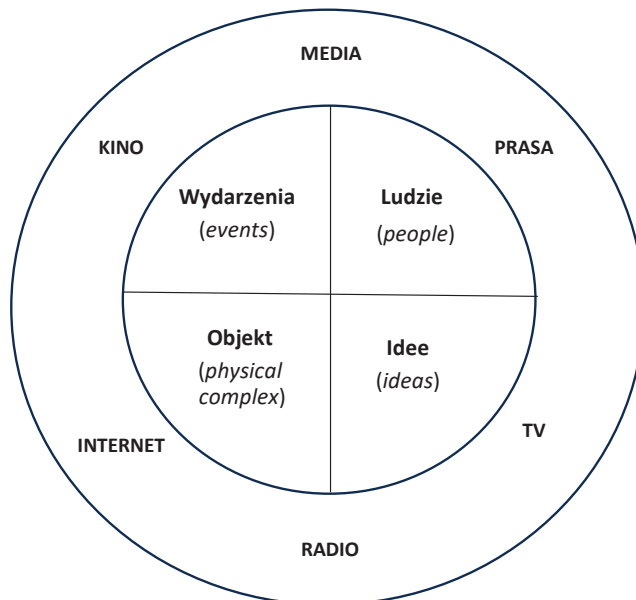 MEDIA
KINO
PRASA
Wydarzenia
(events)
Ludzie
(people)
Objekt
(physical
complex)
Idee
(ideas)
INTERNET
TV
RADIO